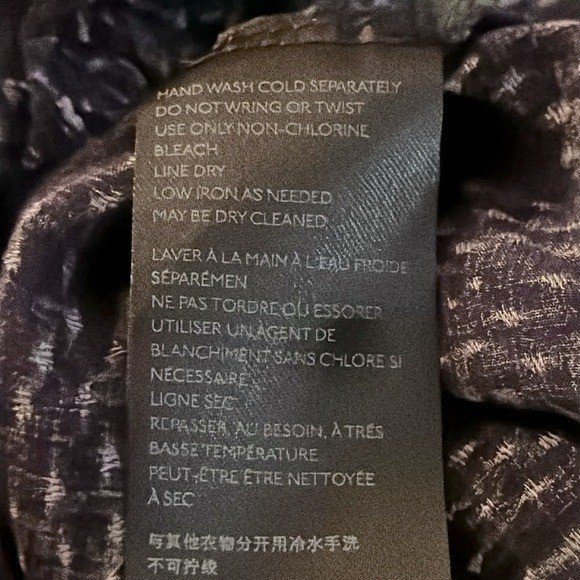 HAND WASH COLD SEPARATELY
DO NOT WRING OR TWIST
USE ONLY NON-CHLORINE
BLEACH
LINE DRY
LOW IRON AS NEEDED
MAY BE DRY CLEANED
LAVER À LA MAIN À L'EAU FROIDE
SÉPARÉMEN
NE PAS TORDRE OU ESSORER
UTILISER UN AGENT DE
BLANCHIMENT SANS CHLORE SI
NÉCESSAIRE
LIGNE SEC
REPASSER, AU BESOIN, À TRÈS
BASSE TEMPÉRATURE
PEUT-ÊTRE ÊTRE NETTOYÉE
À SEC
与其他衣物分开用冷水手洗
不可拧绞